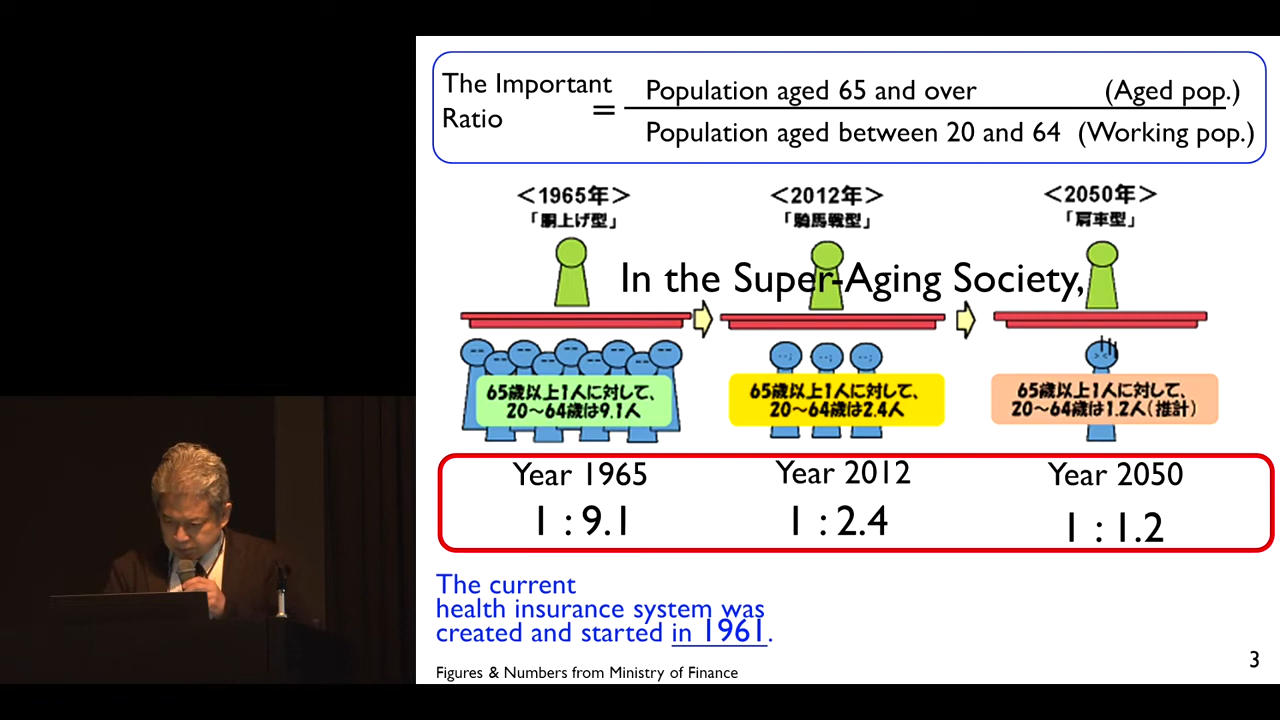 The Important
Ratio
=
Population aged 65 and over (Aged pop.)
Population aged between 20 and 64 (Working pop.)
＜1965年＞
「胴上げ型」
＜2012年＞
「騎馬戦型」
＜2050年＞
「肩車型」
In the Super-Aging Society,
65歳以上1人に対して、
20～64歳は9.1人
65歳以上1人に対して、
20～64歳は2.4人
65歳以上1人に対して、
20～64歳は1.2人（推計）
Year 1965
1 : 9.1
Year 2012
1 : 2.4
Year 2050
1 : 1.2
The current
health insurance system was
created and started in 1961.
Figures & Numbers from Ministry of Finance
3